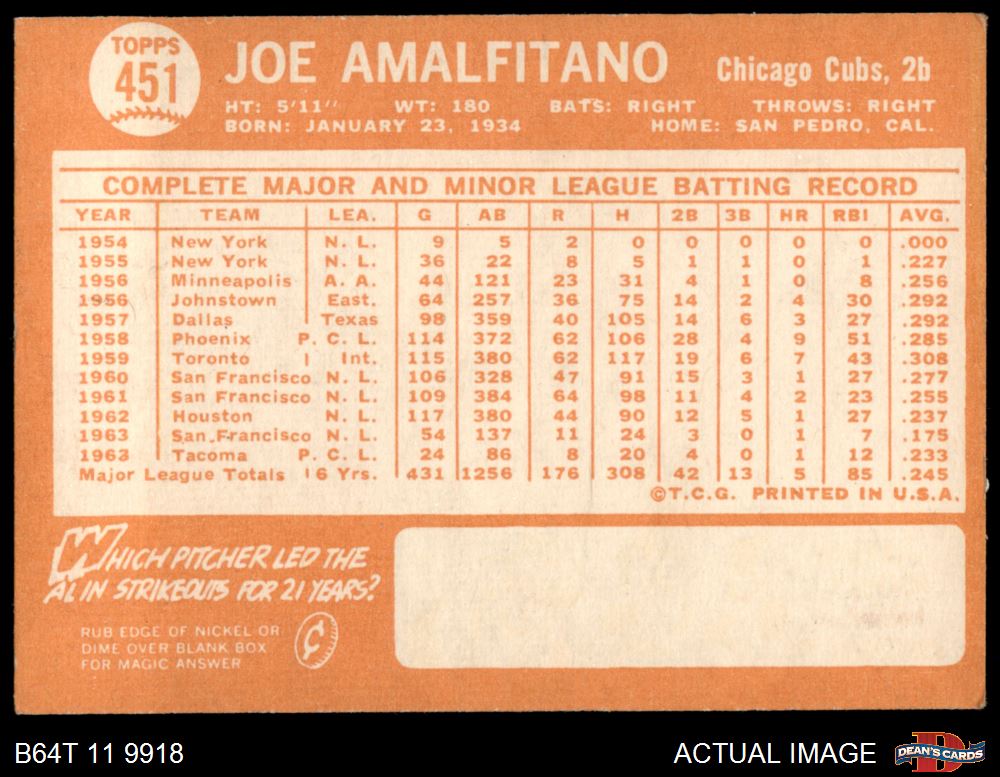 TOPPS
451
JOE AMALFITANO
Chicago Cubs, 2b
HT: 5'11" WT: 180 BATS: RIGHT THROWS: RIGHT
BORN: JANUARY 23, 1934 HOME: SAN PEDRO, CAL.
COMPLETE MAJOR AND MINOR LEAGUE BATTING RECORD
YEAR TEAM LEA. G AB R H 2B 3B HR RBI AVG.
1954 New York N. L. 9 5 2 0 0 0 0 0 .000
1955 New York N. L. 36 22 8 5 1 1 0 1 .227
1956 Minneapolis A. A. 44 121 23 31 4 1 0 8 .256
1956 Johnstown East. 64 257 36 75 14 2 4 30 .292
1957 Dallas Texas 98 359 40 105 14 6 3 27 .292
1958 Phoenix P. C. L. 114 372 62 106 28 4 9 51 .285
1959 Toronto Int. 115 380 62 117 19 6 7 43 .308
1960 San Francisco N. L. 106 328 47 91 15 3 1 27 .277
1961 San Francisco N. L. 109 384 64 98 11 4 2 23 .255
1962 Houston N. L. 117 380 44 90 12 5 1 27 .237
1963 San Francisco N. L. 54 137 11 24 3 0 1 7 .175
1963 Tacoma P. C. L. 24 86 8 20 4 0 1 12 .233
Major League Totals 6 Yrs. 431 1256 176 308 42 13 5 85 .245
©T.C.G. PRINTED IN U.S.A.
WHICH PITCHER LED THE
AL IN STRIKEOUTS FOR 21 YEARS?
RUB EDGE OF NICKEL OR
DIME OVER BLANK BOX
FOR MAGIC ANSWER
¢
B64T 11 9918
ACTUAL IMAGE
D
DEAN'S CARDS